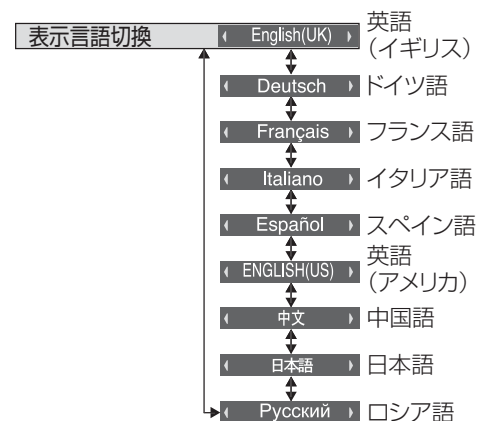 表示言語切換 English(UK) 英語
(イギリス)
Deutsch ドイツ語
Français フランス語
Italiano イタリア語
Español スペイン語
ENGLISH(US) 英語
(アメリカ)
中文 中国語
日本語 日本語
Русский ロシア語